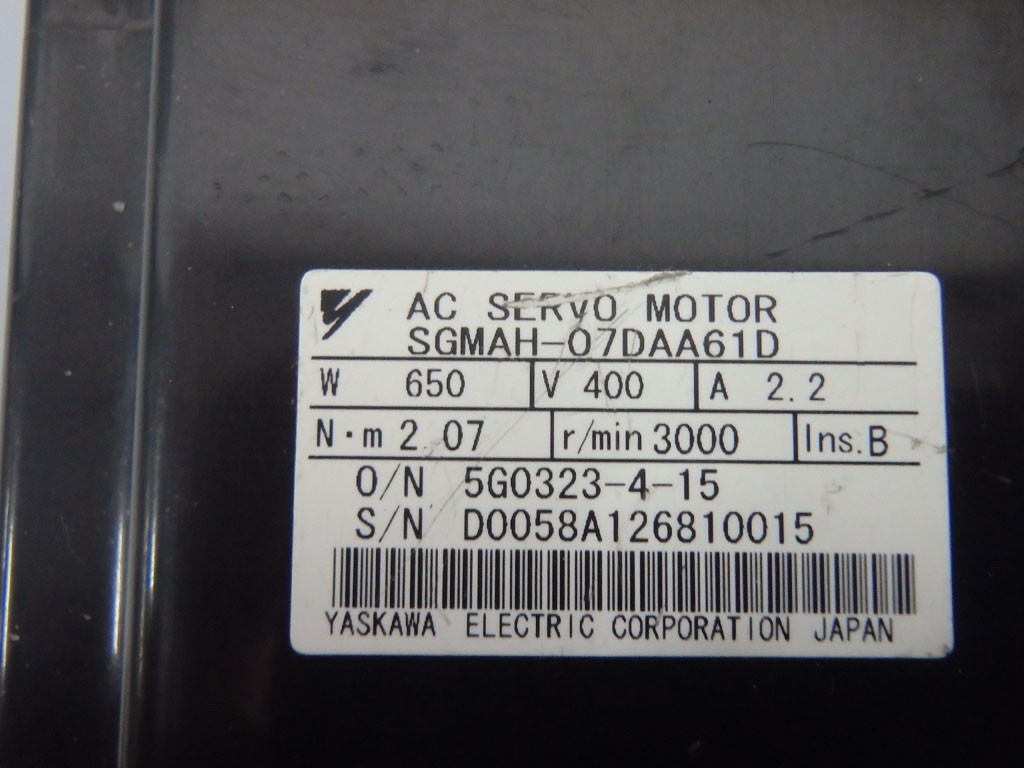 AC SERVO MOTOR
SGMAH-07DAA61D
W 650 V 400 A 2.2
N·m 2.07 r/min 3000 Ins.B
O/N 5G0323-4-15
S/N D0058A126810015
YASKAWA ELECTRIC CORPORATION JAPAN